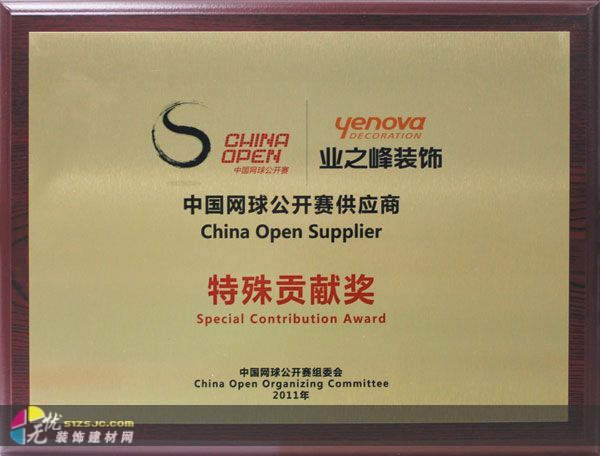 CHINA
OPEN
中国网球公开赛
yenova
DECORATION
业之峰装饰
中国网球公开赛供应商
China Open Supplier
特殊贡献奖
Special Contribution Award
中国网球公开赛组委会
China Open Organizing Committee
2011年
无忧
51ZSJC.com
装饰建材网